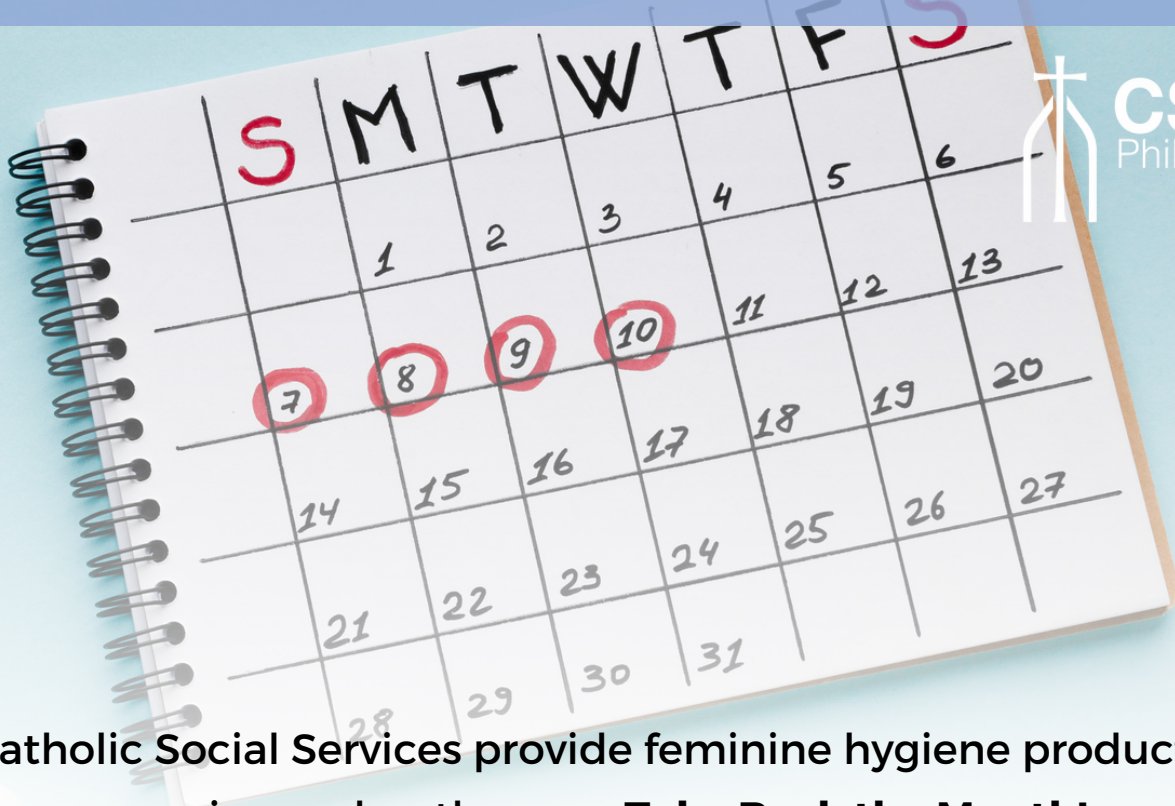 S M T W T F S
CS
Phil
1 2 3 4 5 6
7 8 9 10 11 12 13
14 15 16 17 18 19 20
21 22 23 24 25 26 27
28 29 30 31
atholic Social Services provide feminine hygiene produc